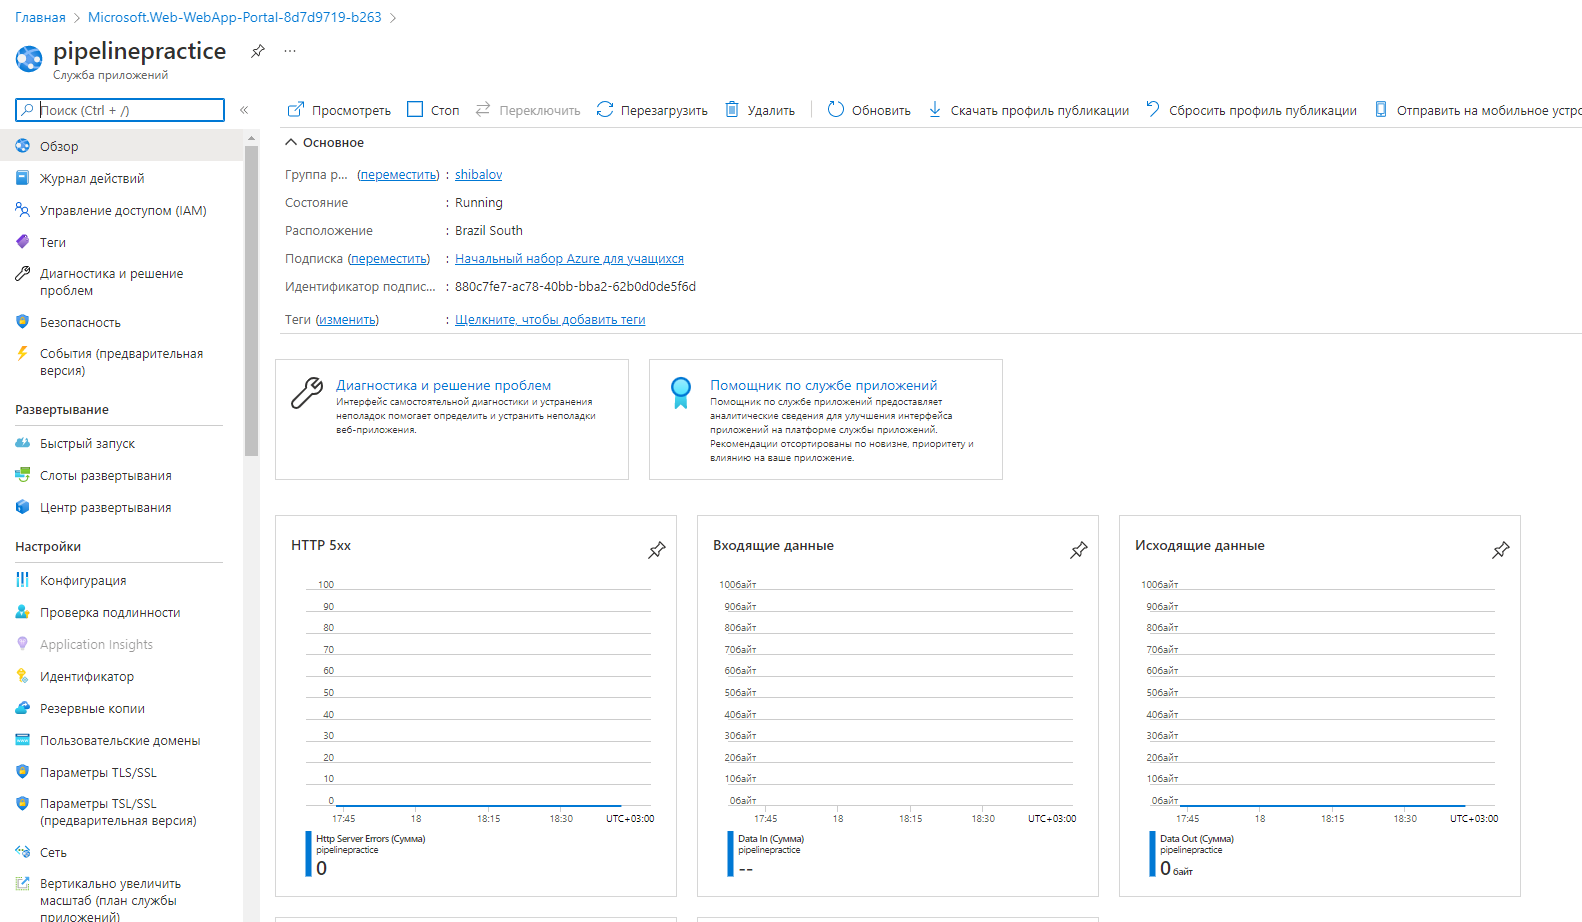 Главная > Microsoft.Web-WebApp-Portal-8d7d9719-b263 >
pipelinepractice ...
Служба приложений
Поиск (Ctrl + /) «
Просмотреть Стоп Переключить Перезагрузить Удалить Обновить Скачать профиль публикации Сбросить профиль публикации Отправить на мобильное устро
Обзор
Журнал действий
Управление доступом (IAM)
Теги
Диагностика и решение
проблем
Безопасность
События (предварительная
версия)
Развертывание
Быстрый запуск
Слоты развертывания
Центр развертывания
Настройки
Конфигурация
Проверка подлинности
Application Insights
Идентификатор
Резервные копии
Пользовательские домены
Параметры TLS/SSL
Параметры TSL/SSL
(предварительная версия)
Сеть
Вертикально увеличить
масштаб (план службы
приложений)
Основное
Группа р... (переместить) : shibalov
Состояние : Running
Расположение : Brazil South
Подписка (переместить) : Начальный набор Azure для учащихся
Идентификатор подпис... : 880c7fe7-ac78-40bb-bba2-62b0d0de5f6d
Теги (изменить) : Щелкните, чтобы добавить теги
Диагностика и решение проблем
Интерфейс самостоятельной диагностики и устранения
неполадок помогает определить и устранить неполадки
веб-приложения.
Помощник по службе приложений
Помощник по службе приложений предоставляет
аналитические сведения для улучшения интерфейса
приложений на платформе службы приложений.
Рекомендации отсортированы по новизне, приоритету и
влиянию на ваше приложение.
HTTP 5xx
100
90
80
70
60
50
40
30
20
10
0
17:45 18 18:15 18:30 UTC+03:00
Http Server Errors (Сумма)
pipelinepractice
0
Входящие данные
100байт
90байт
80байт
70байт
60байт
50байт
40байт
30байт
20байт
10байт
0байт
17:45 18 18:15 18:30 UTC+03:00
Data In (Сумма)
pipelinepractice
--
Исходящие данные
100байт
90байт
80байт
70байт
60байт
50байт
40байт
30байт
20байт
10байт
0байт
17:45 18 18:15 18:30 UTC+03:00
Data Out (Сумма)
pipelinepractice
0 байт